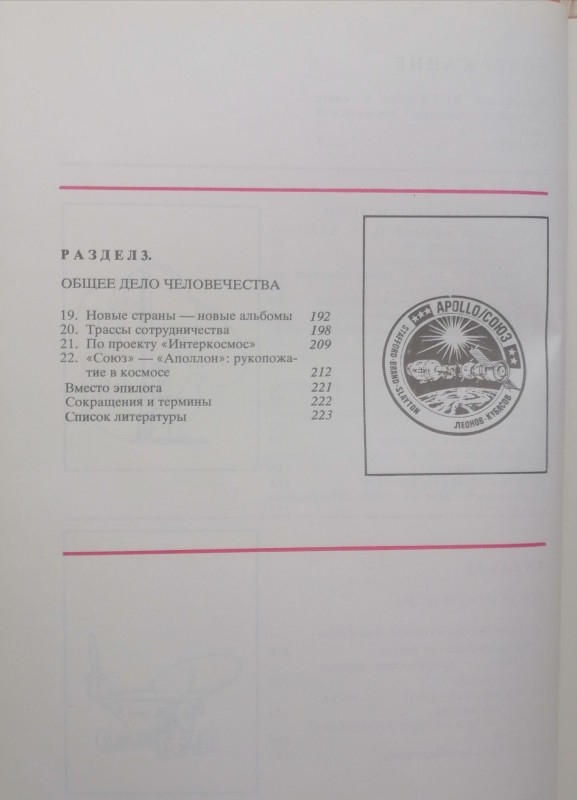 РАЗДЕЛ 3.
ОБЩЕЕ ДЕЛО ЧЕЛОВЕЧЕСТВА
19. Новые страны — новые альбомы 192
20. Трассы сотрудничества 198
21. По проекту «Интеркосмос» 209
22. «Союз» — «Аполлон»: рукопожа-
тие в космосе 212
Вместо эпилога 221
Сокращения и термины 222
Список литературы 223
APOLLO/СОЮЗ
STAFFORD·BRAND·SLAYTON
ЛЕОНОВ·КУБАСОВ